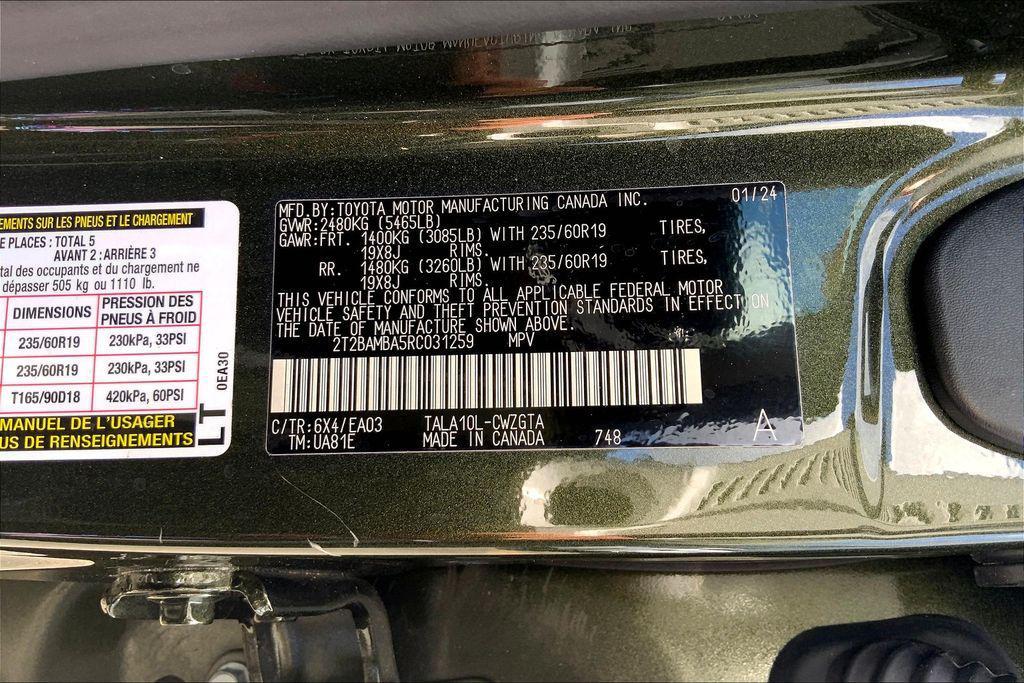 EMENTS SUR LES PNEUS ET LE CHARGEMENT
E PLACES : TOTAL 5
AVANT 2 : ARRIÈRE 3
tal des occupants et du chargement ne
dépasser 505 kg ou 1110 lb.
DIMENSIONS PRESSION DES PNEUS À FROID
235/60R19 230kPa, 33PSI
235/60R19 230kPa, 33PSI
T165/90D18 420kPa, 60PSI
MANUEL DE L'USAGER
US DE RENSEIGNEMENTS
LT 0EA30
MFD.BY:TOYOTA MOTOR MANUFACTURING CANADA INC. 01/24
GVWR:2480KG (5465LB)
GAWR:FRT. 1400KG (3085LB) WITH 235/60R19 TIRES,
19X8J RIMS.
RR. 1480KG (3260LB) WITH 235/60R19 TIRES,
19X8J RIMS.
THIS VEHICLE CONFORMS TO ALL APPLICABLE FEDERAL MOTOR
VEHICLE SAFETY AND THEFT PREVENTION STANDARDS IN EFFECT ON
THE DATE OF MANUFACTURE SHOWN ABOVE.
2T2BAMBA5RC031259 MPV
C/TR:6X4/EA03 TALA10L-CWZGTA
TM:UA81E MADE IN CANADA 748 A